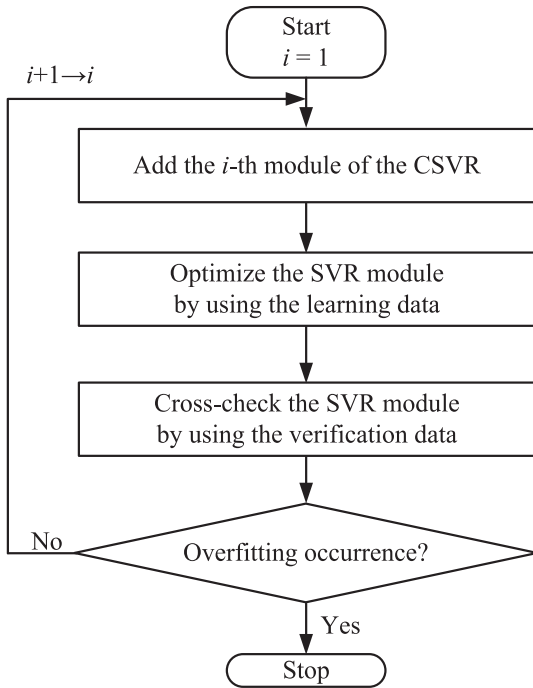 Start
i = 1
i+1→i
Add the i-th module of the CSVR
Optimize the SVR module
by using the learning data
Cross-check the SVR module
by using the verification data
No
Overfitting occurrence?
Yes
Stop